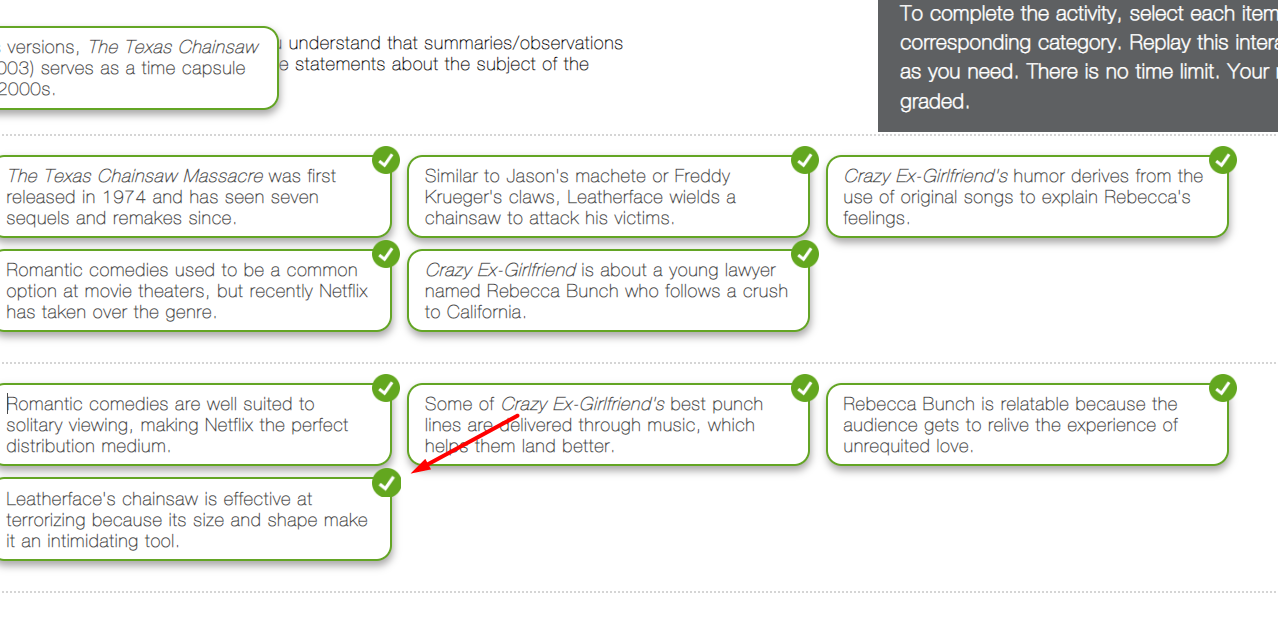 To complete the activity, select each item
corresponding category. Replay this intera
as you need. There is no time limit. Your
graded.
versions, The Texas Chainsaw
003) serves as a time capsule
2000s.
understand that summaries/observations
e statements about the subject of the
The Texas Chainsaw Massacre was first
released in 1974 and has seen seven
sequels and remakes since.
Similar to Jason's machete or Freddy
Krueger's claws, Leatherface wields a
chainsaw to attack his victims.
Crazy Ex-Girlfriend's humor derives from the
use of original songs to explain Rebecca's
feelings.
Romantic comedies used to be a common
option at movie theaters, but recently Netflix
has taken over the genre.
Crazy Ex-Girlfriend is about a young lawyer
named Rebecca Bunch who follows a crush
to California.
Romantic comedies are well suited to
solitary viewing, making Netflix the perfect
distribution medium.
Some of Crazy Ex-Girlfriend's best punch
lines are delivered through music, which
helps them land better.
Rebecca Bunch is relatable because the
audience gets to relive the experience of
unrequited love.
Leatherface's chainsaw is effective at
terrorizing because its size and shape make
it an intimidating tool.